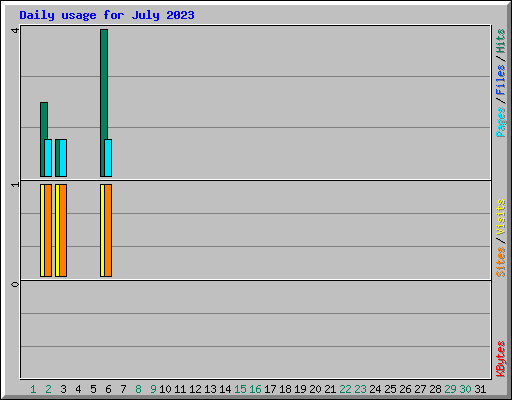 Daily usage for July 2023
4
1
0
Pages/Files/Hits
Sites/Visits
KBytes
1 2 3 4 5 6 7 8 9 10 11 12 13 14 15 16 17 18 19 20 21 22 23 24 25 26 27 28 29 30 31